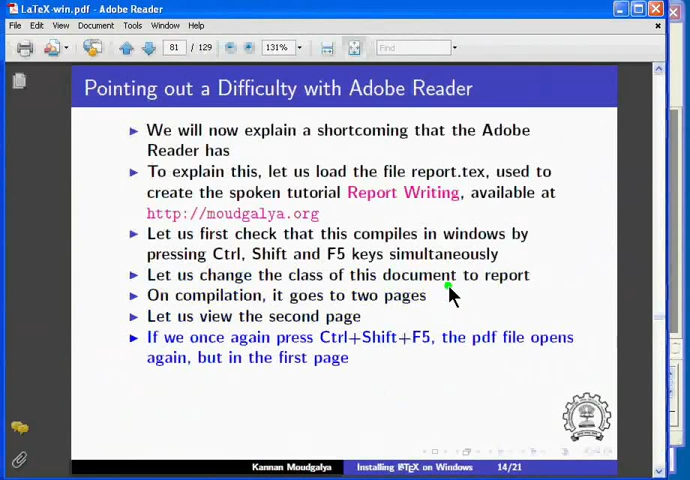 LaTeX-win.pdf - Adobe Reader
File Edit View Document Tools Window Help
81 / 129 131% Find
Pointing out a Difficulty with Adobe Reader
We will now explain a shortcoming that the Adobe
Reader has
To explain this, let us load the file report.tex, used to
create the spoken tutorial Report Writing, available at
http://moudgalya.org
Let us first check that this compiles in windows by
pressing Ctrl, Shift and F5 keys simultaneously
Let us change the class of this document to report
On compilation, it goes to two pages
Let us view the second page
If we once again press Ctrl+Shift+F5, the pdf file opens
again, but in the first page
Kannan Moudgalya Installing LATEX on Windows 14/21